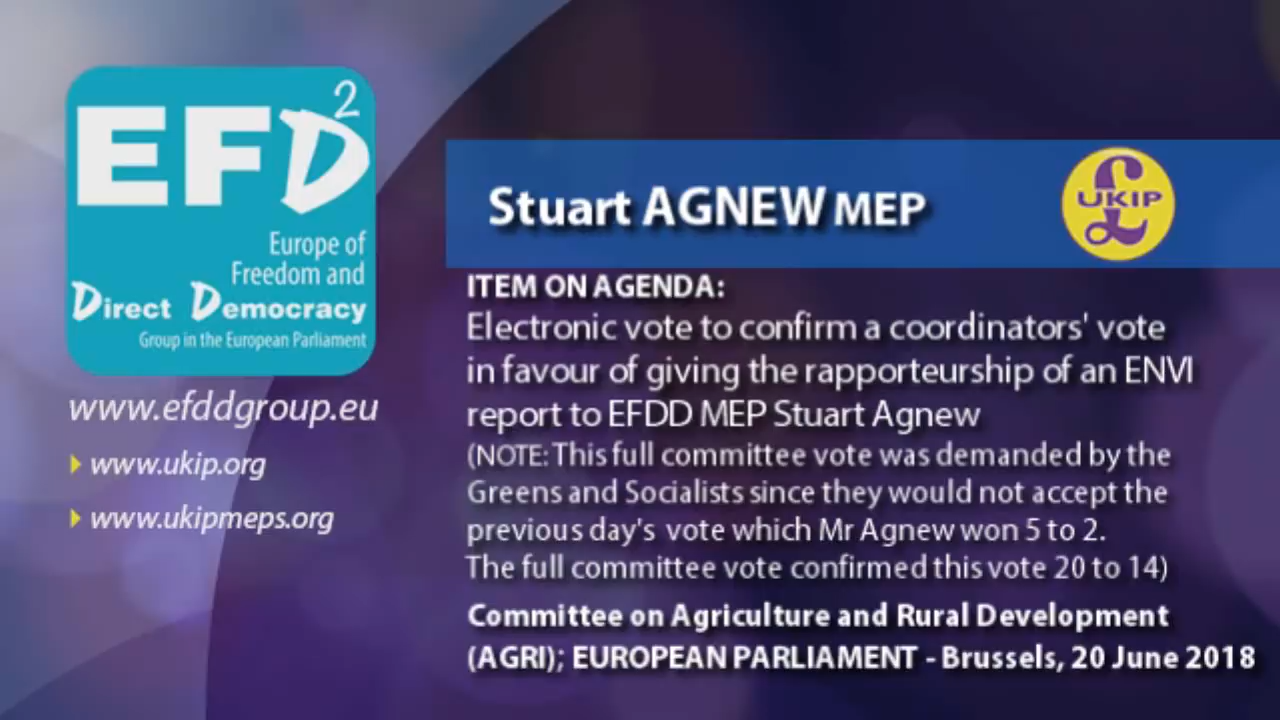 EFD2
Europe of
Freedom and
Direct Democracy
Group in the European Parliament
www.efddgroup.eu
www.ukip.org
www.ukipmeps.org
Stuart AGNEW MEP
UKIP
£
ITEM ON AGENDA:
Electronic vote to confirm a coordinators' vote
in favour of giving the rapporteurship of an ENVI
report to EFDD MEP Stuart Agnew
(NOTE: This full committee vote was demanded by the
Greens and Socialists since they would not accept the
previous day's vote which Mr Agnew won 5 to 2.
The full committee vote confirmed this vote 20 to 14)
Committee on Agriculture and Rural Development
(AGRI); EUROPEAN PARLIAMENT - Brussels, 20 June 2018